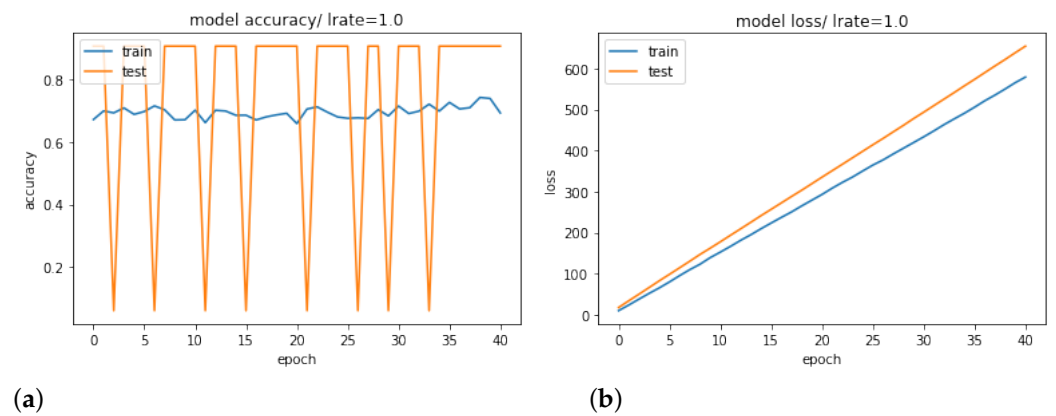 model accuracy/ lrate=1.0
train
test
0.8
0.6
0.4
0.2
accuracy
0 5 10 15 20 25 30 35 40
epoch
(a)
model loss/ lrate=1.0
train
test
600
500
400
300
200
100
0
loss
0 5 10 15 20 25 30 35 40
epoch
(b)